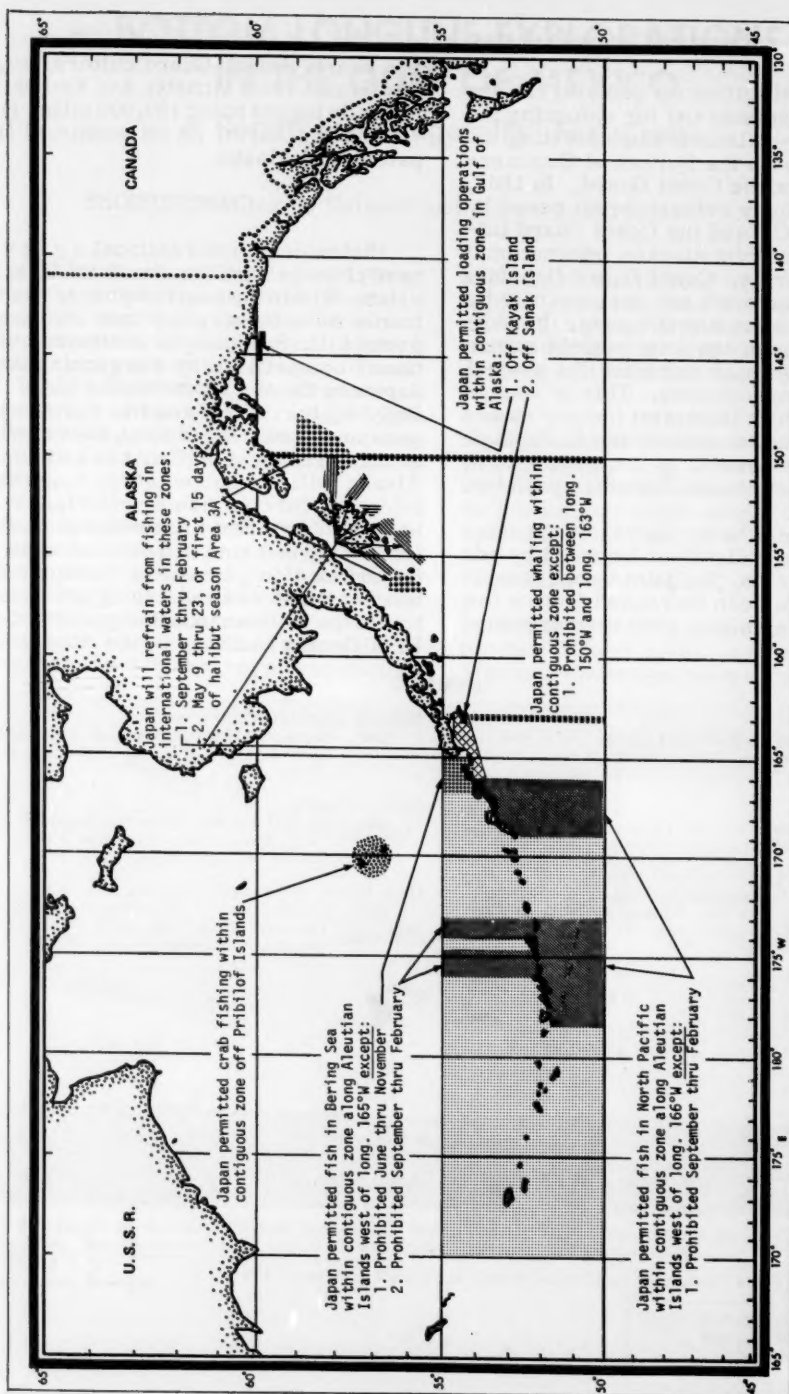 65°
60°
55°
50°
45°
U.S.S.R.
ALASKA
CANADA
Japan will refrain from fishing in
international waters in these zones:
1. September thru February
2. May 9 thru 23, or first 15 days
of halibut season Area 3A
Japan permitted crab fishing within
contiguous zone off Pribilof Islands
Japan permitted fish in Bering Sea
within contiguous zone along Aleutian
Islands west of long. 165°W except:
1. Prohibited June thru November
2. Prohibited September thru February
Japan permitted loading operations
within contiguous zone in Gulf of
Alaska:
1. Off Kayak Island
2. Off Sanak Island
Japan permitted whaling within
contiguous zone except:
1. Prohibited between long.
150°W and long. 163°W
Japan permitted fish in North Pacific
within contiguous zone along Aleutian
Islands west of long. 166°W except:
1. Prohibited September thru February
65°
60°
55°
50°
45°
165°
170°
175°
E
180°
175°
W
170°
165°
160°
155°
150°
145°
140°
135°
130°